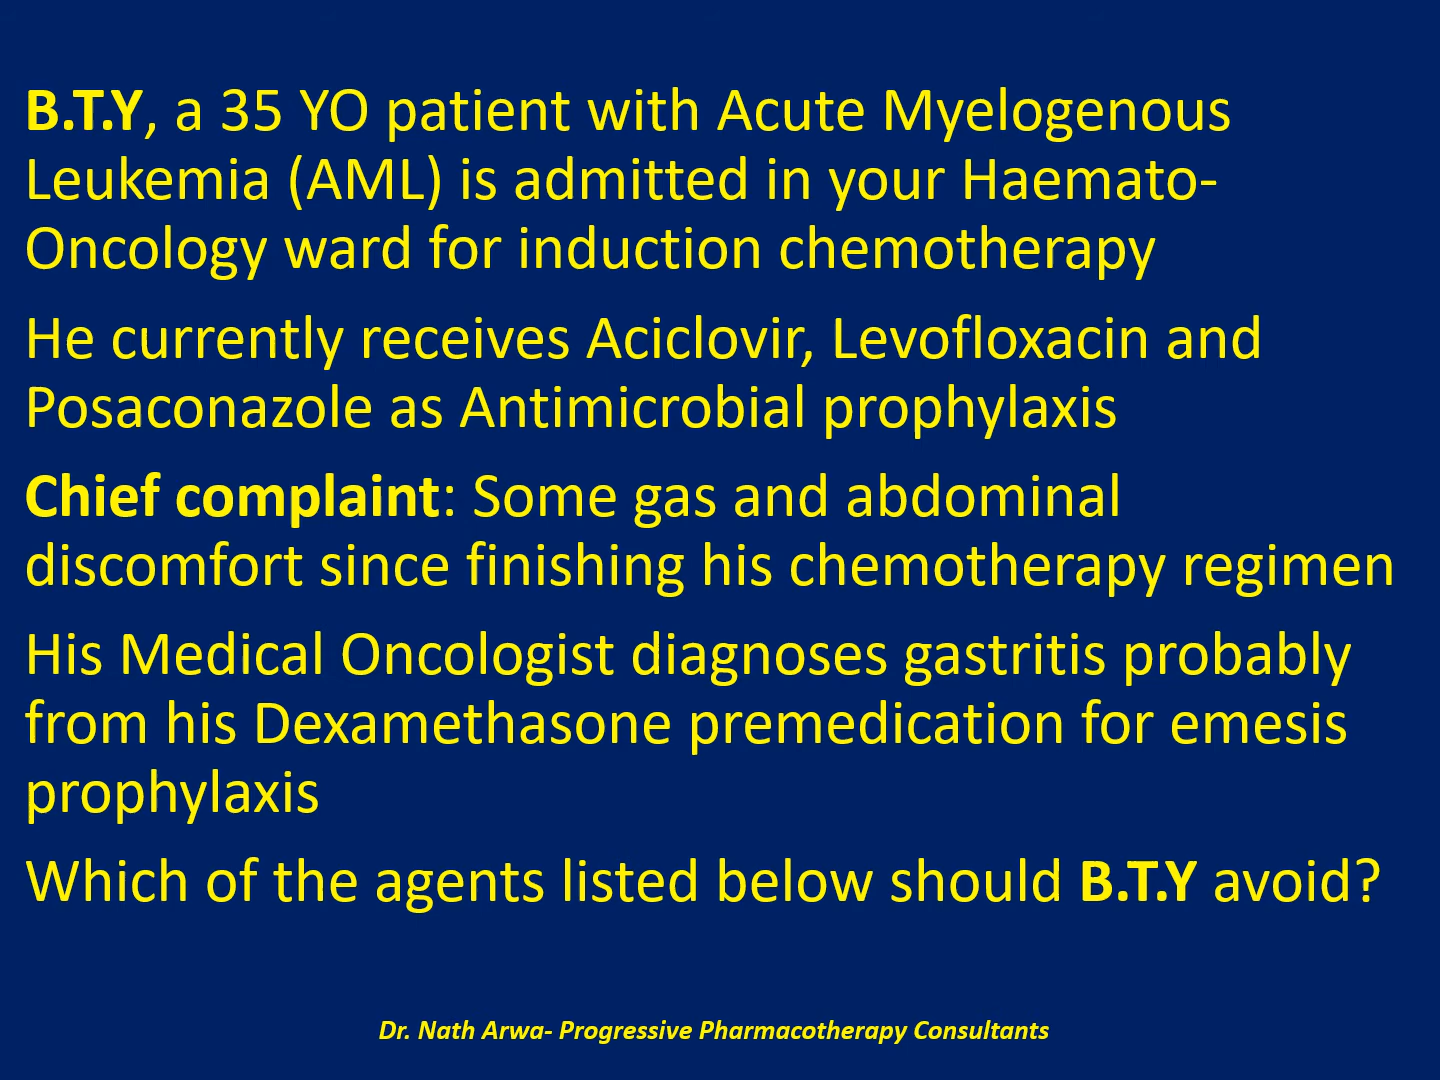 B.T.Y, a 35 YO patient with Acute Myelogenous
Leukemia (AML) is admitted in your Haemato-
Oncology ward for induction chemotherapy
He currently receives Aciclovir, Levofloxacin and
Posaconazole as Antimicrobial prophylaxis
Chief complaint: Some gas and abdominal
discomfort since finishing his chemotherapy regimen
His Medical Oncologist diagnoses gastritis probably
from his Dexamethasone premedication for emesis
prophylaxis
Which of the agents listed below should B.T.Y avoid?
Dr. Nath Arwa- Progressive Pharmacotherapy Consultants